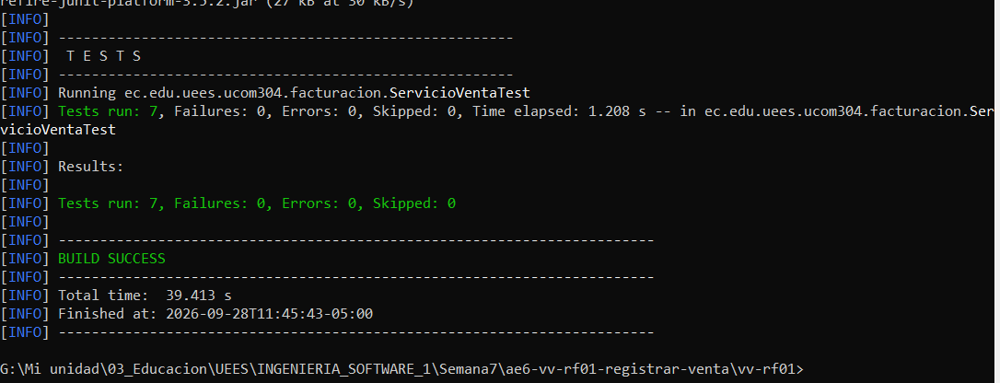 refire-junit-platform-3.5.2.jar (27 kB at 30 kB/s)
[INFO]
[INFO] -------------------------------------------------------
[INFO]  T E S T S
[INFO] -------------------------------------------------------
[INFO] Running ec.edu.uees.ucom304.facturacion.ServicioVentaTest
[INFO] Tests run: 7, Failures: 0, Errors: 0, Skipped: 0, Time elapsed: 1.208 s -- in ec.edu.uees.ucom304.facturacion.Ser
vicioVentaTest
[INFO]
[INFO] Results:
[INFO]
[INFO] Tests run: 7, Failures: 0, Errors: 0, Skipped: 0
[INFO]
[INFO] ------------------------------------------------------------------------
[INFO] BUILD SUCCESS
[INFO] ------------------------------------------------------------------------
[INFO] Total time:  39.413 s
[INFO] Finished at: 2026-09-28T11:45:43-05:00
[INFO] ------------------------------------------------------------------------
G:\Mi unidad\03_Educacion\UEES\INGENIERIA_SOFTWARE_1\Semana7\ae6-vv-rf01-registrar-venta\vv-rf01>